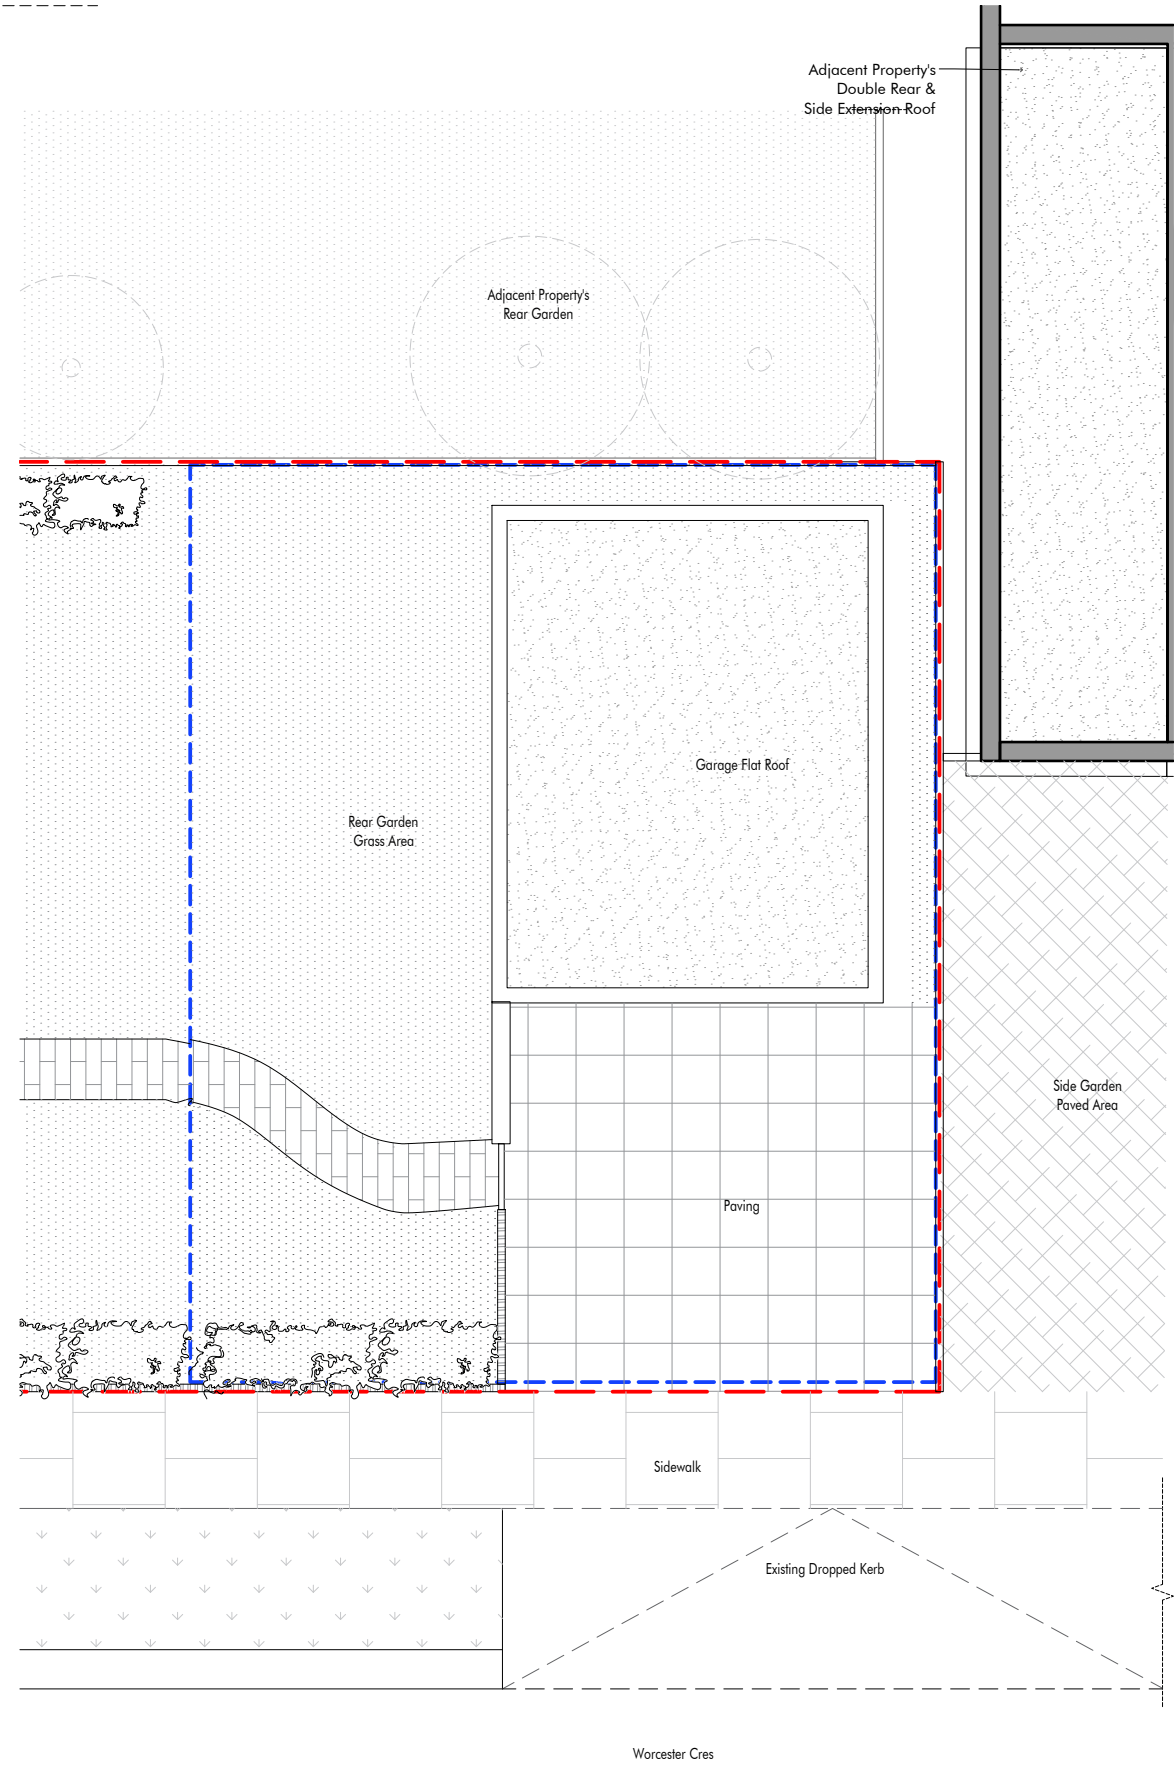 Adjacent Property's
Double Rear &
Side Extension Roof
Adjacent Property's
Rear Garden
Garage Flat Roof
Rear Garden
Grass Area
Side Garden
Paved Area
Paving
Sidewalk
Existing Dropped Kerb
Worcester Cres